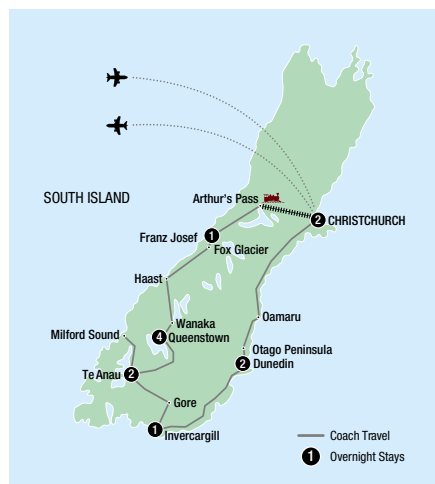 SOUTH ISLAND
Arthur's Pass
2 CHRISTCHURCH
Franz Josef 1
Fox Glacier
Haast
Oamaru
Wanaka
4 Queenstown
Milford Sound
Otago Peninsula
2 Dunedin
Te Anau 2
Gore
1 Invercargill
Coach Travel
1 Overnight Stays